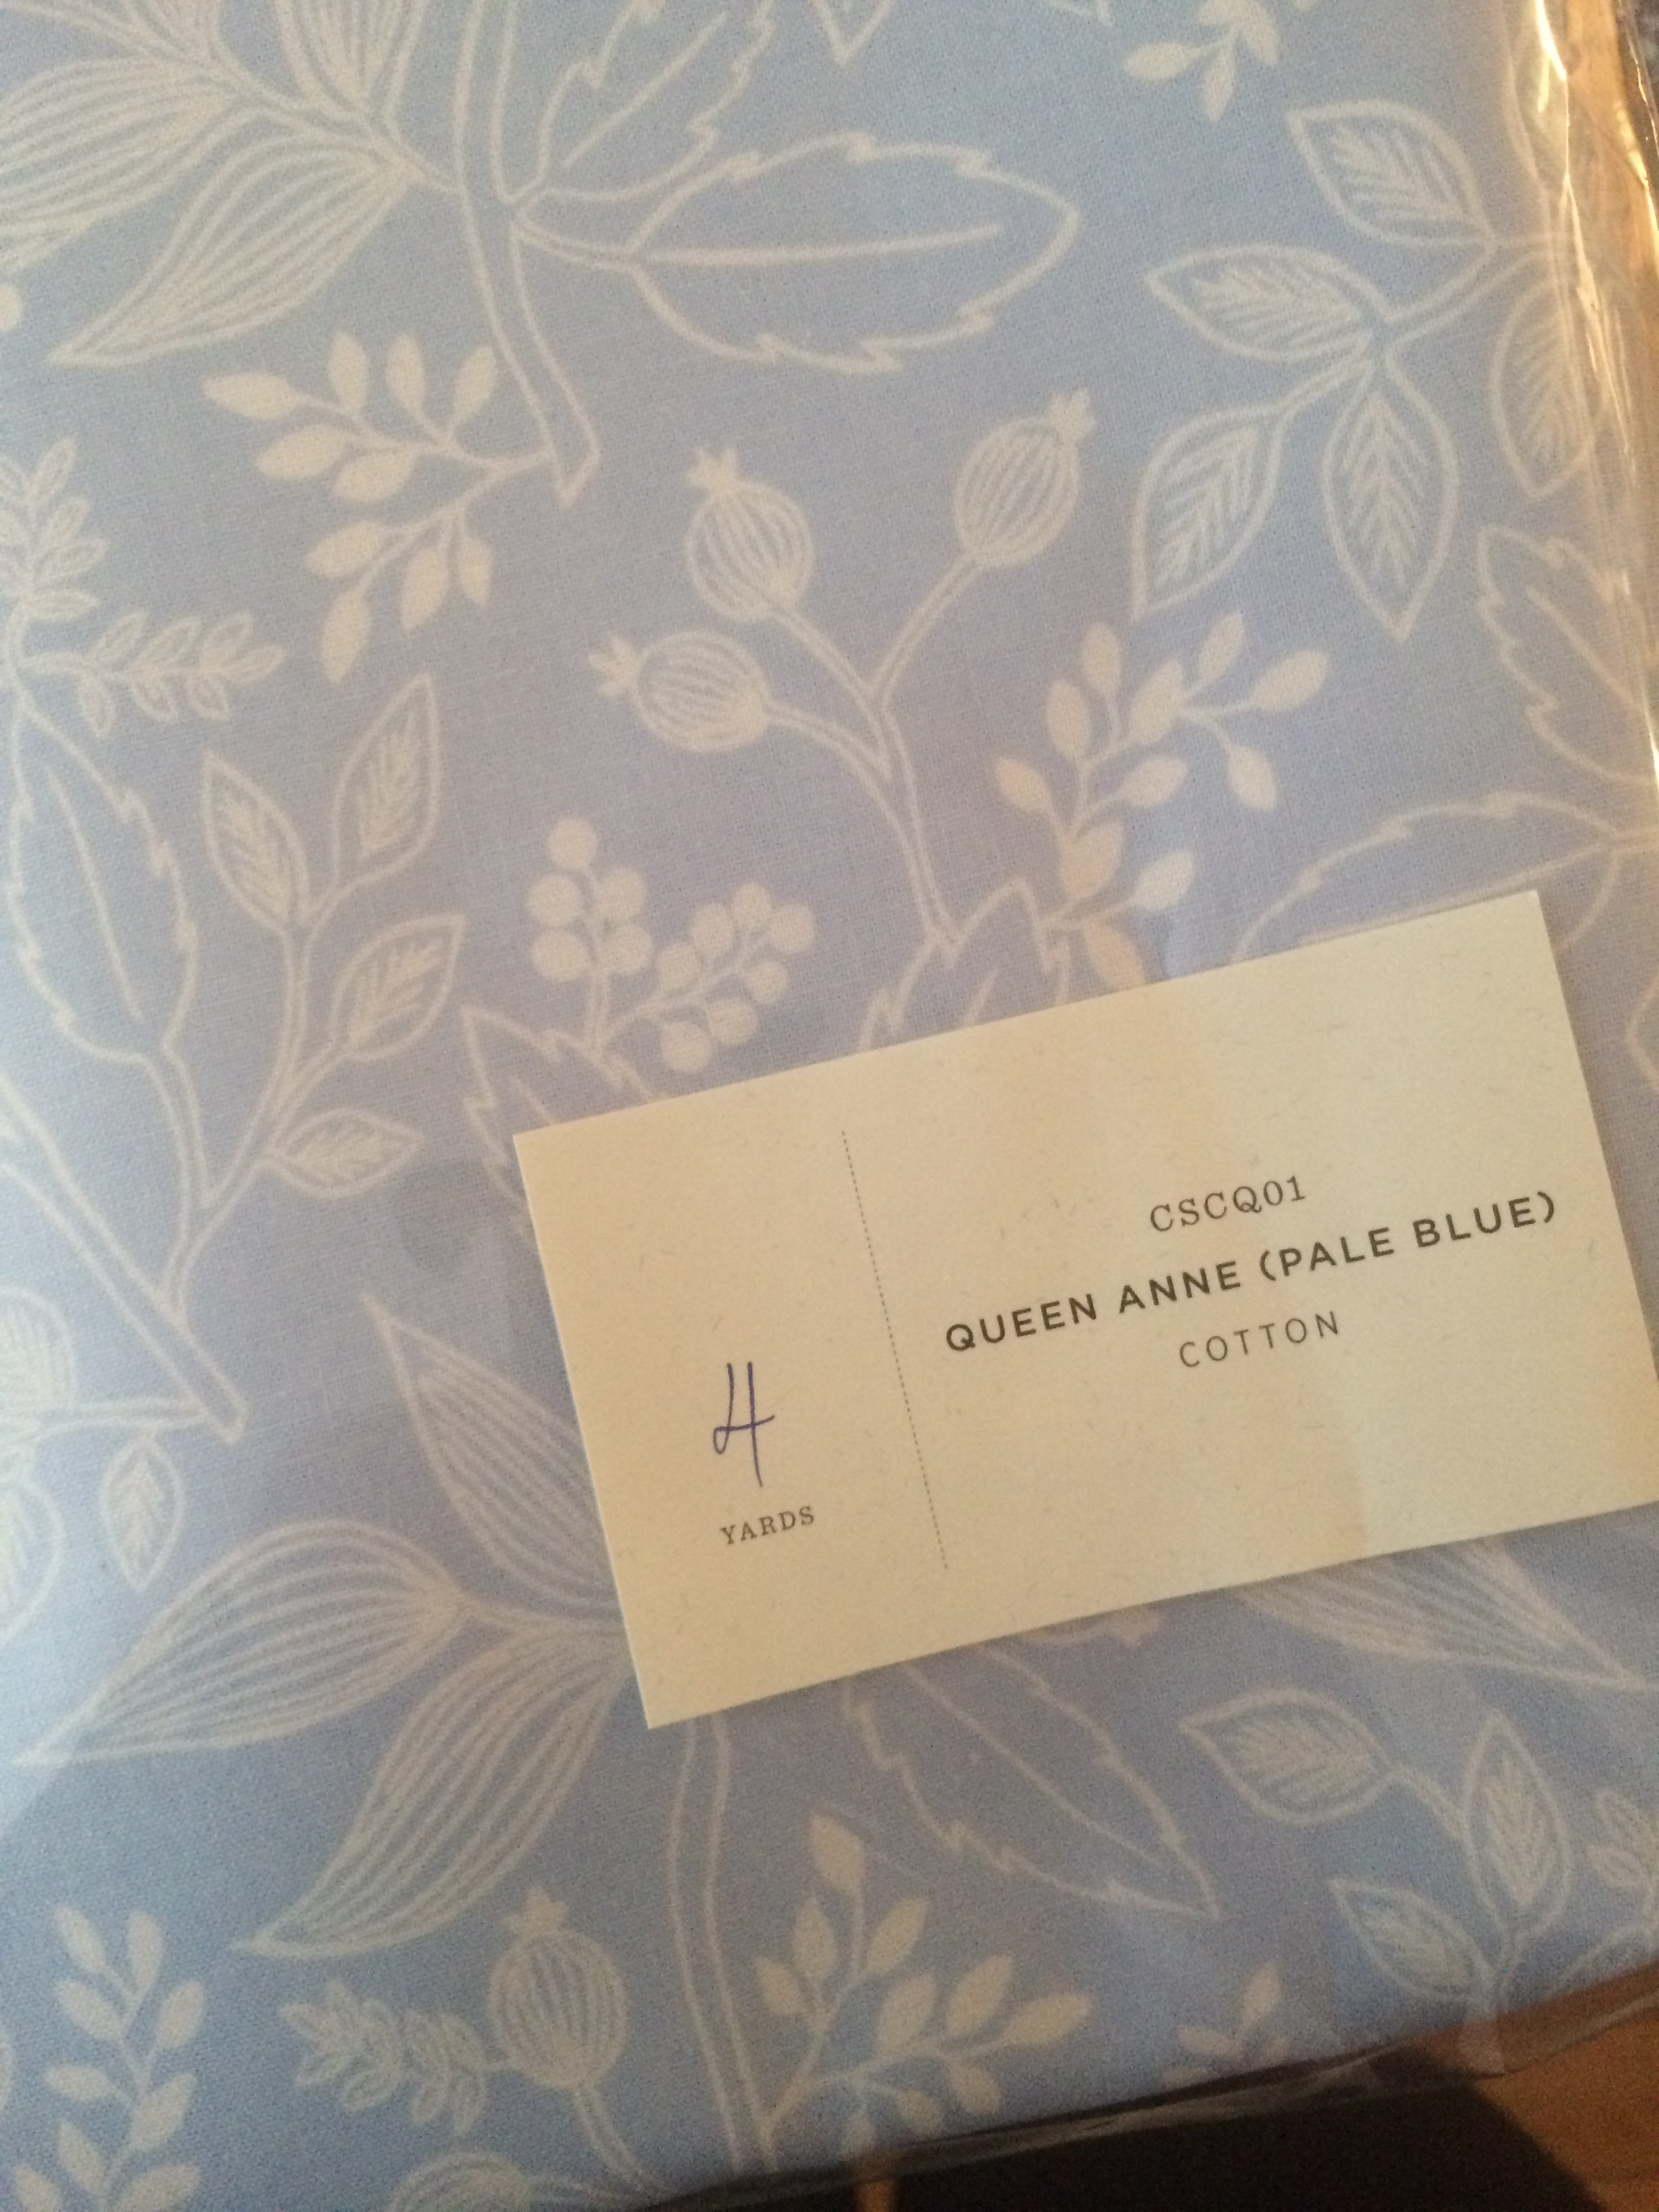 4
YARDS
CSCQ01
QUEEN ANNE (PALE BLUE)
COTTON